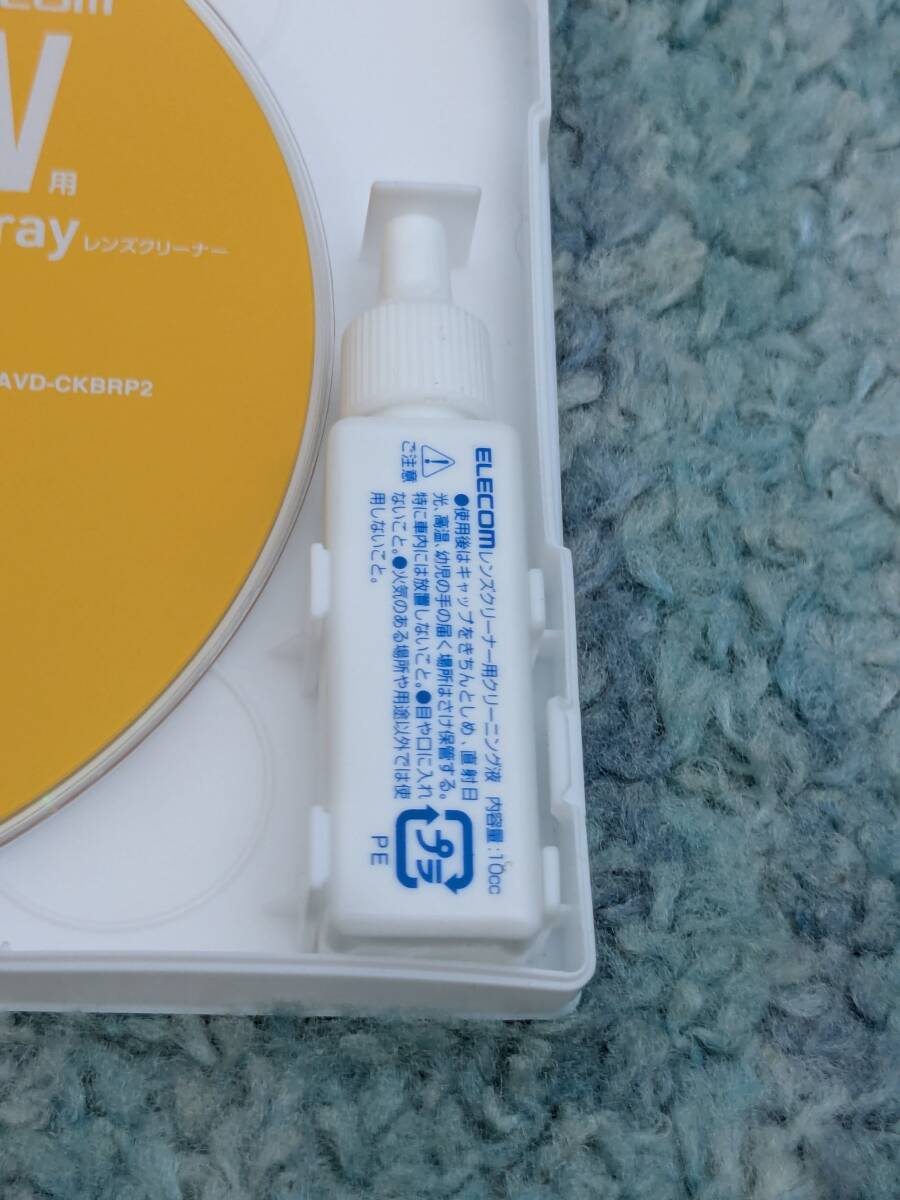 用
ray レンズクリーナー
AVD-CKBRP2
ELECOM レンズクリーナー用クリーニング液 内容量:10cc
ご注意
●使用後はキャップをきちんとしめ、直射日
光、高温、幼児の手の届く場所はさけ保管する。
特に車内には放置しないこと。●目や口に入れ
ないこと。●火気のある場所や用途以外では使
用しないこと。
プラ
PE